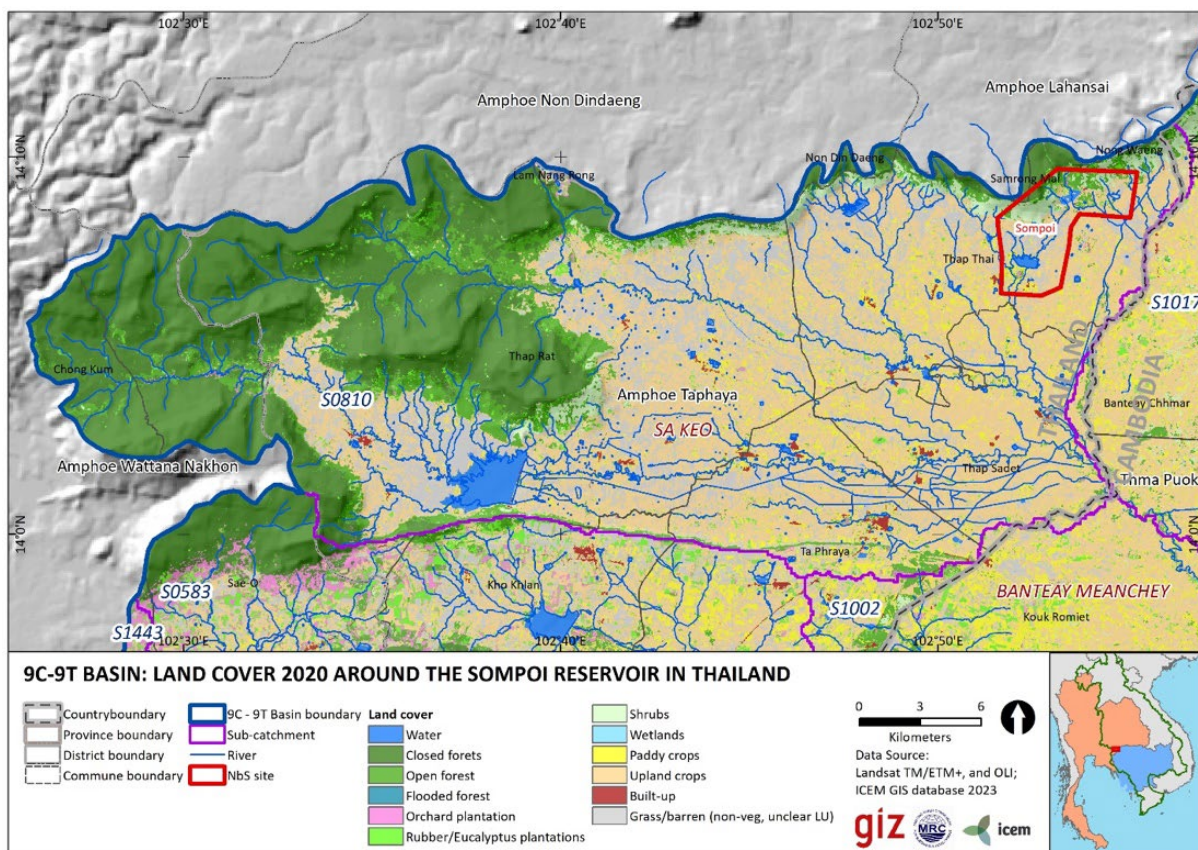 102°30'E 102°40'E 102°50'E
Amphoe Non Dindaeng
Amphoe Lahansai
14°10'N
14°10'N
Non Din Daeng
Nong Waeng
Lam Nang Rong
Samrong Mai
Sompoi
Thap Thai
S1017
THAILAND
CAMBODIA
Chong Kum
Thap Rat
S0810
Amphoe Taphaya
SA KEO
Banteay Chhmar
Amphoe Wattana Nakhon
Thap Sadet
Thma Puok
14°0'N
14°0'N
Ta Phraya
Sae-O
Kho Khlan
S0583
S1002
BANTEAY MEANCHEY
Kouk Romiet
S1443
102°30'E 102°40'E 102°50'E
9C-9T BASIN: LAND COVER 2020 AROUND THE SOMPOI RESERVOIR IN THAILAND
Countryboundary
Province boundary
District boundary
Commune boundary
9C - 9T Basin boundary
Sub-catchment
River
NbS site
Land cover
Water
Closed forets
Open forest
Flooded forest
Orchard plantation
Rubber/Eucalyptus plantations
Shrubs
Wetlands
Paddy crops
Upland crops
Built-up
Grass/barren (non-veg, unclear LU)
0 3 6
Kilometers
Data Source:
Landsat TM/ETM+, and OLI;
ICEM GIS database 2023
giz
MRC
icem